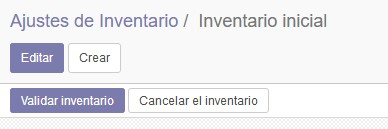 Ajustes de Inventario / Inventario inicial
Editar Crear
Validar inventario Cancelar el inventario